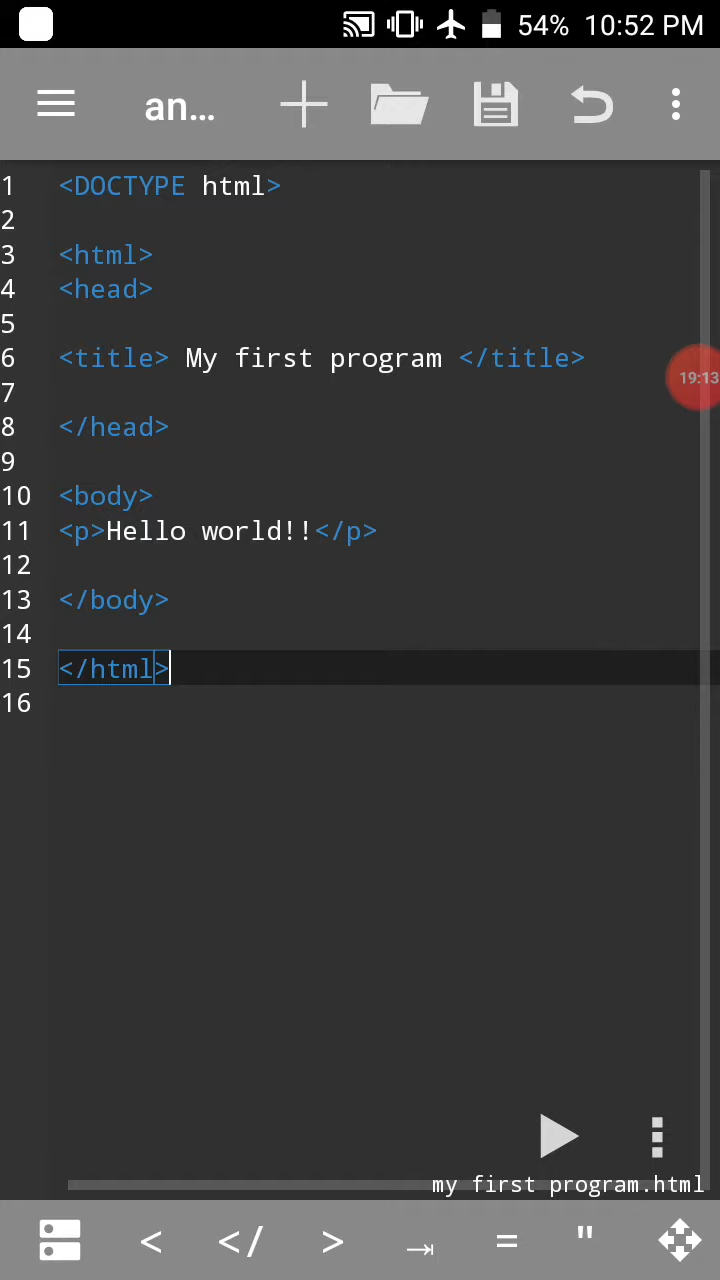 54% 10:52 PM
an...
1 <DOCTYPE html>
2
3 <html>
4 <head>
5
6 <title> My first program </title>
19:13
7
8 </head>
9
10 <body>
11 <p>Hello world!!</p>
12
13 </body>
14
15 </html>
16
my first program.html
< </ > ⇥ = "